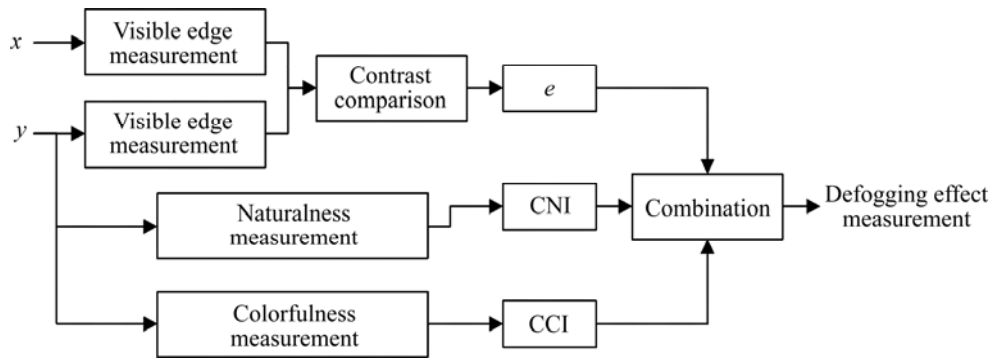 x
Visible edge
measurement
Contrast
comparison
e
y
Visible edge
measurement
Naturalness
measurement
CNI
Combination
Defogging effect
measurement
Colorfulness
measurement
CCI